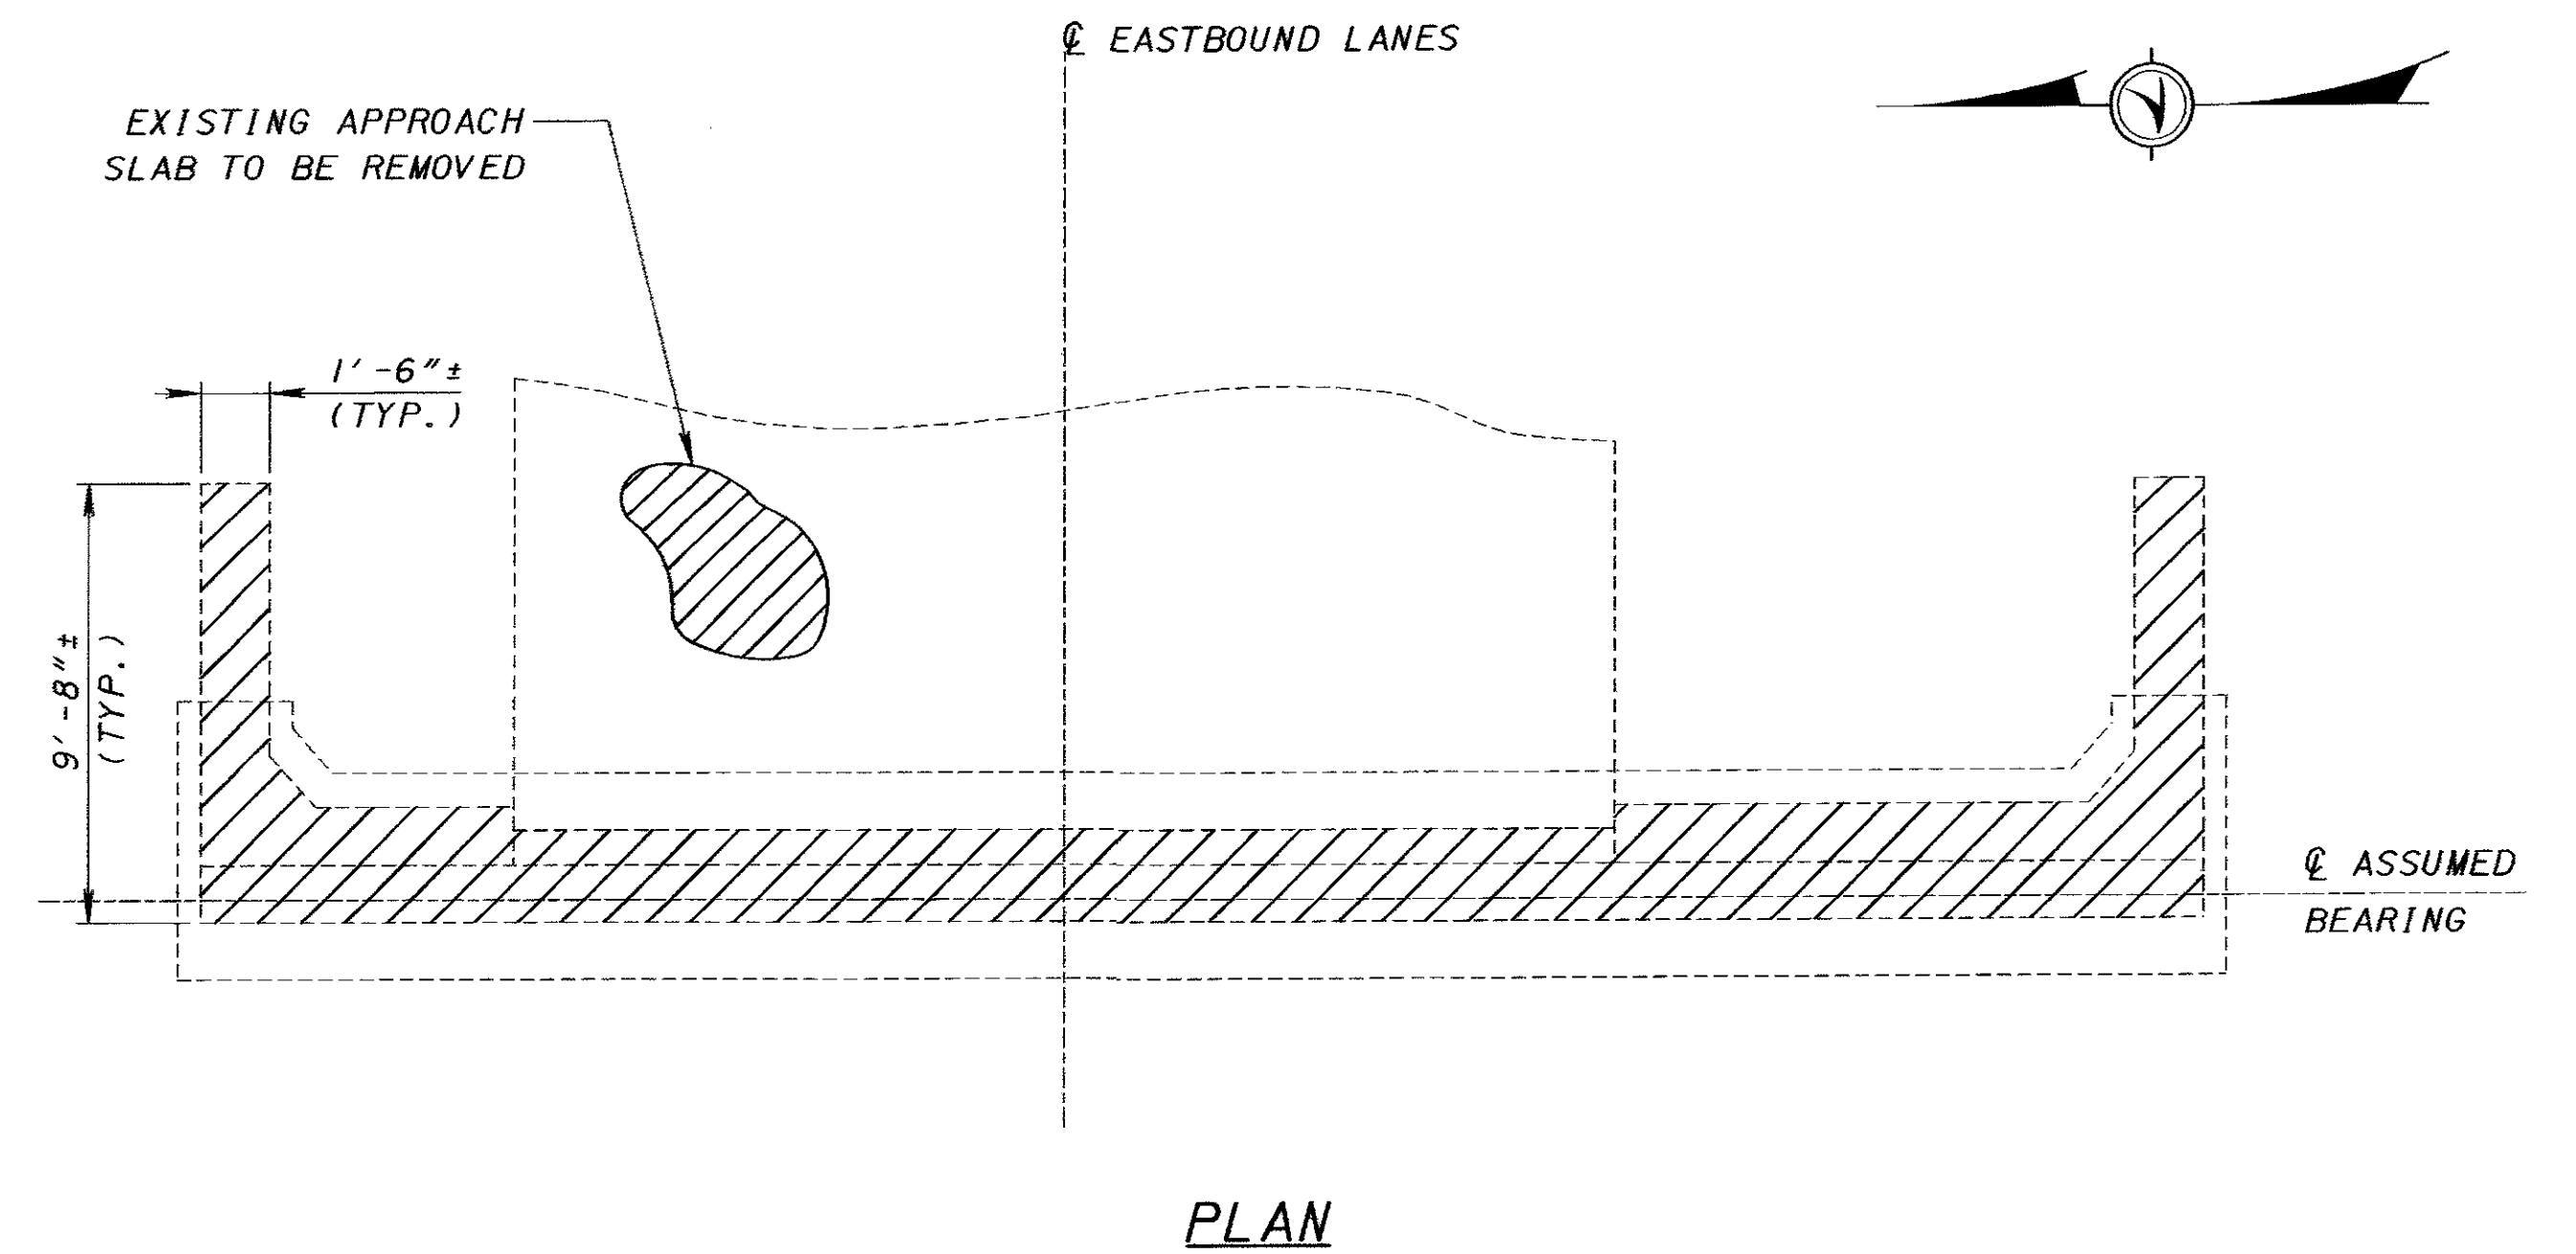 ℄ EASTBOUND LANES
EXISTING APPROACH
SLAB TO BE REMOVED
1'-6"±
(TYP.)
9'-8"±
(TYP.)
℄ ASSUMED
BEARING
PLAN